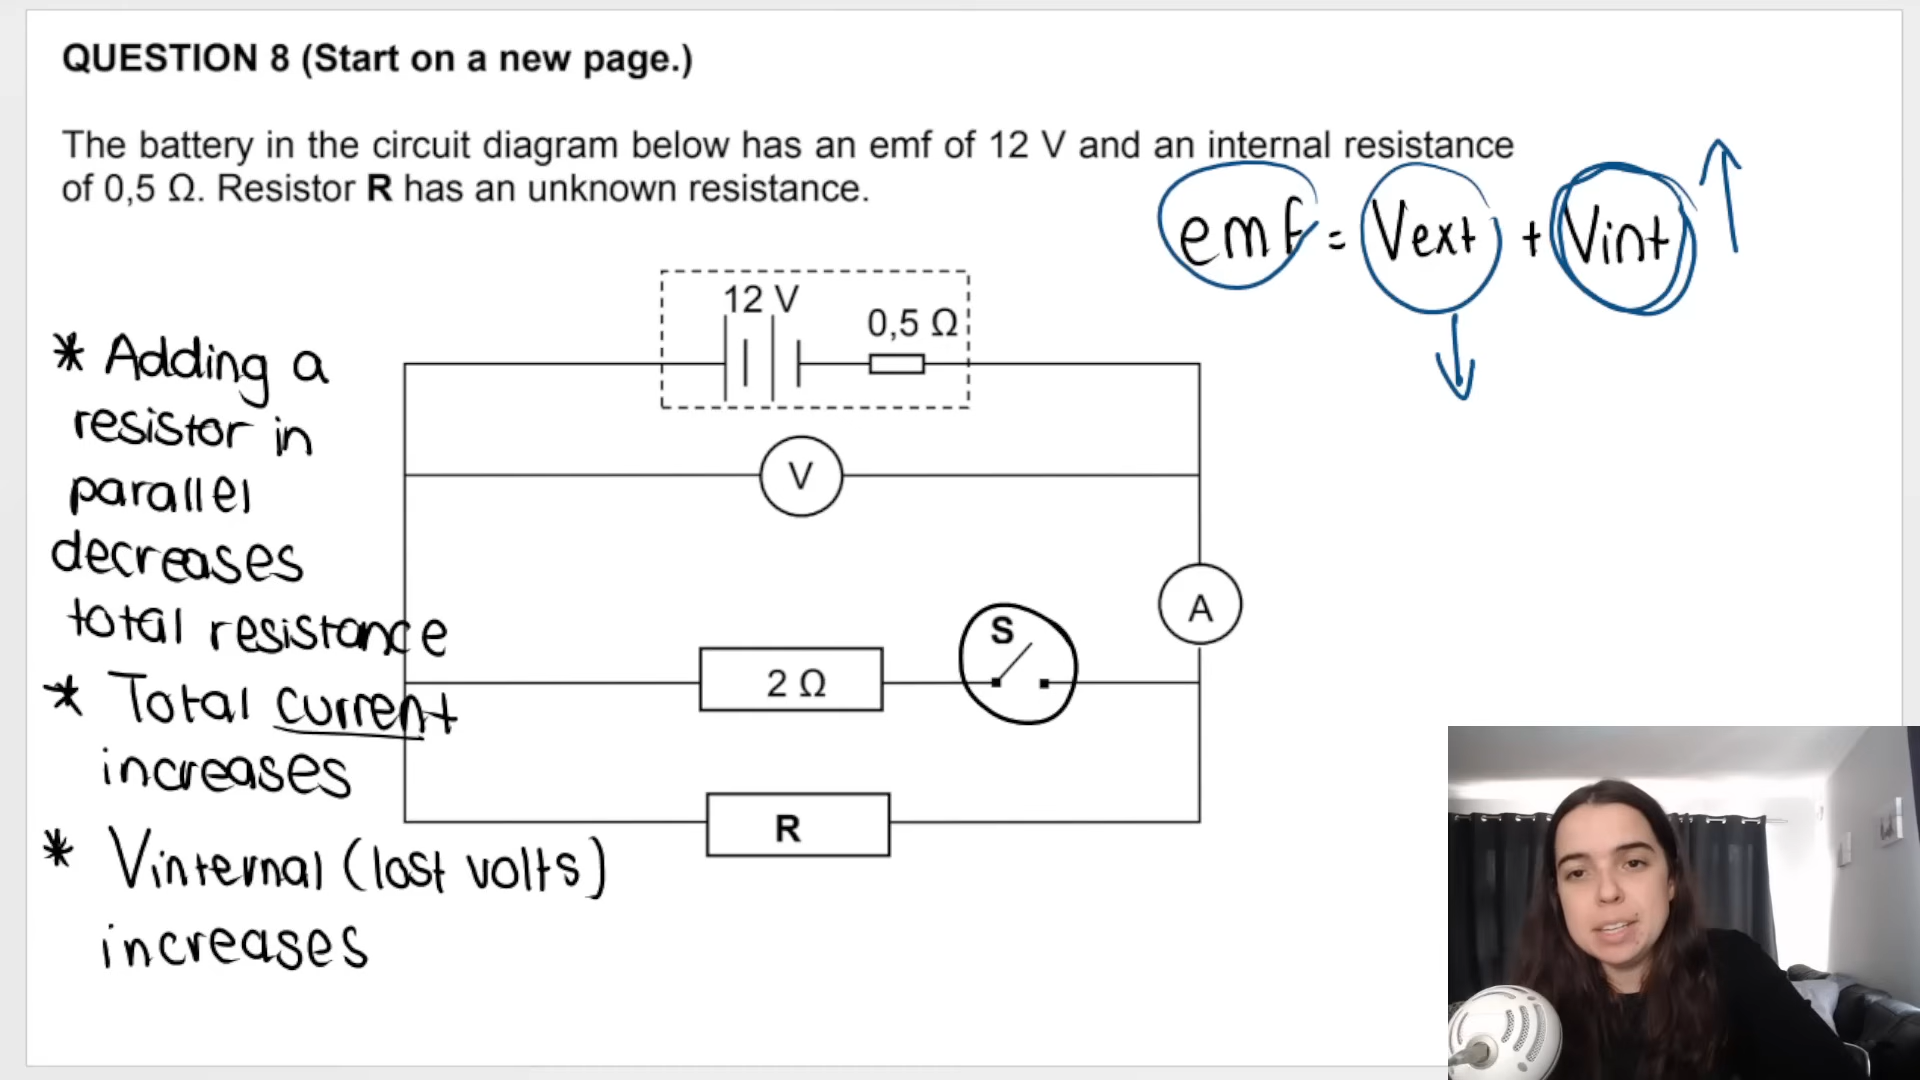 QUESTION 8 (Start on a new page.)
The battery in the circuit diagram below has an emf of 12 V and an internal resistance
of 0,5 Ω. Resistor R has an unknown resistance.
emf = Vext + Vint
12 V
0,5 Ω
V
A
S
2 Ω
R
* Adding a
resistor in
parallel
decreases
total resistance
* Total current
increases
* Vinternal (lost volts)
increases